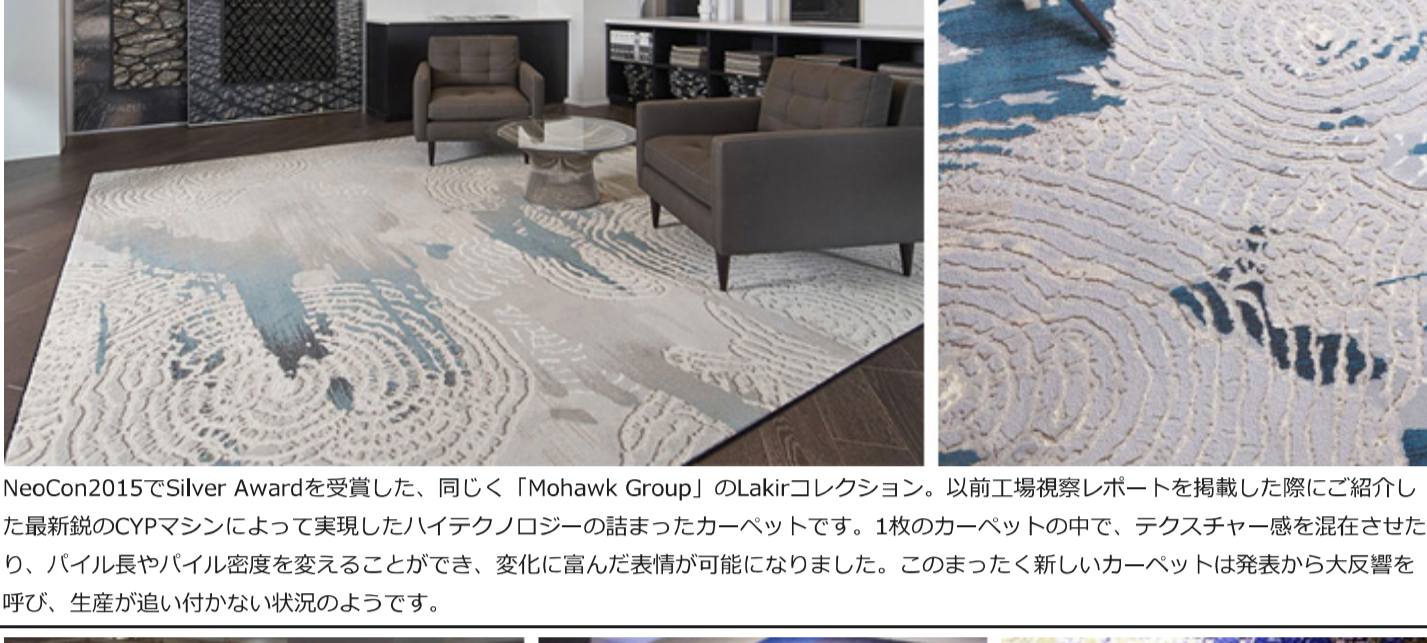 NeoCon2015でSilver Awardを受賞した、同じく「Mohawk Group」のLakirコレクション。以前工場視察レポートを掲載した際にご紹介し
た最新鋭のCYPマシンによって実現したハイテクノロジーの詰まったカーペットです。1枚のカーペットの中で、テクスチャー感を混在させた
り、パイル長やパイル密度を変えることができ、変化に富んだ表情が可能になりました。このまったく新しいカーペットは発表から大反響を
呼び、生産が追い付かない状況のようです。